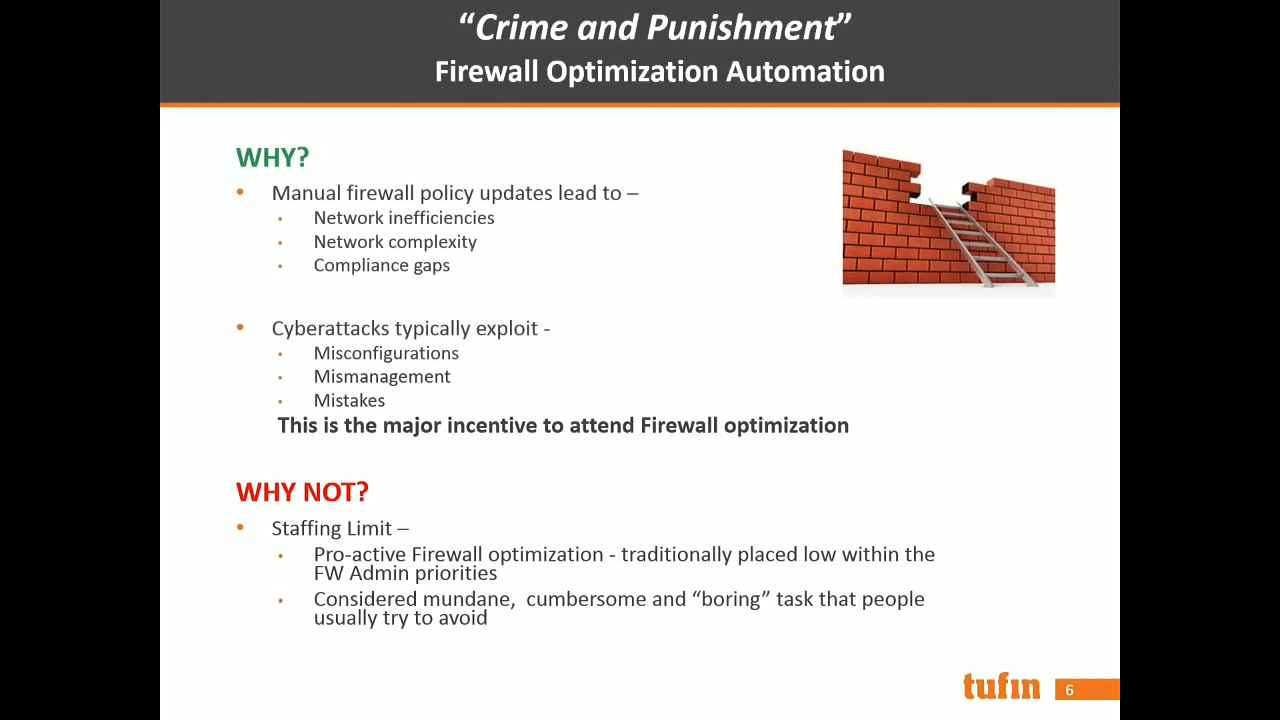 “Crime and Punishment”
Firewall Optimization Automation
WHY?
• Manual firewall policy updates lead to –
• Network inefficiencies
• Network complexity
• Compliance gaps
• Cyberattacks typically exploit -
• Misconfigurations
• Mismanagement
• Mistakes
This is the major incentive to attend Firewall optimization
WHY NOT?
• Staffing Limit –
• Pro-active Firewall optimization - traditionally placed low within the
FW Admin priorities
• Considered mundane,  cumbersome and “boring” task that people
usually try to avoid
tufin
6